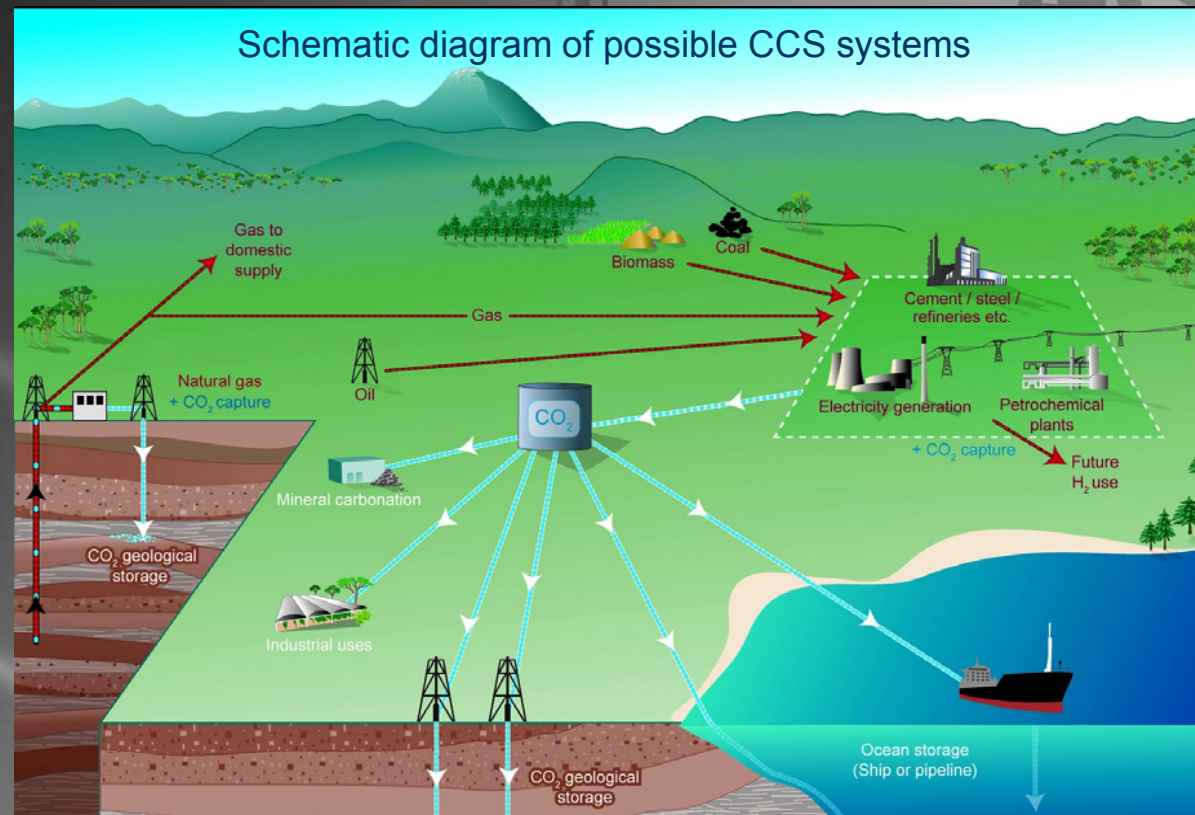 Schematic diagram of possible CCS systems
Gas to
domestic
supply
Biomass
Coal
Cement / steel /
refineries etc.
Gas
Oil
Natural gas
+ CO₂ capture
CO₂
Electricity generation
Petrochemical
plants
+ CO₂ capture
Future
H₂ use
Mineral carbonation
CO₂ geological
storage
Industrial uses
Ocean storage
(Ship or pipeline)
CO₂ geological
storage